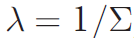 λ = 1/Σ